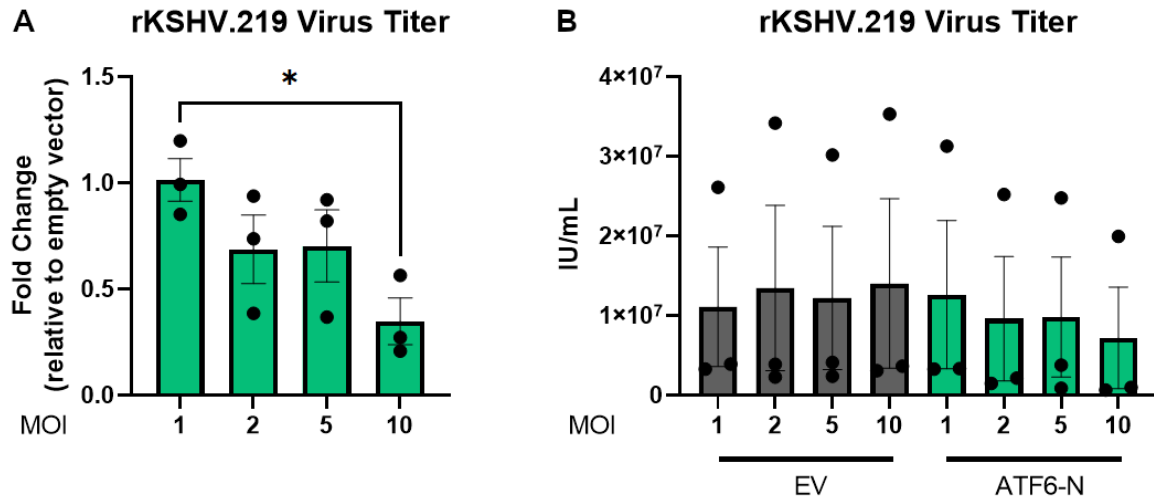 A
rKSHV.219 Virus Titer
Fold Change
(relative to empty vector)
1.5
1.0
0.5
0.0
*
MOI 1 2 5 10
B
rKSHV.219 Virus Titer
IU/mL
4×10⁷
3×10⁷
2×10⁷
1×10⁷
0
MOI 1 2 5 10 1 2 5 10
EV ATF6-N